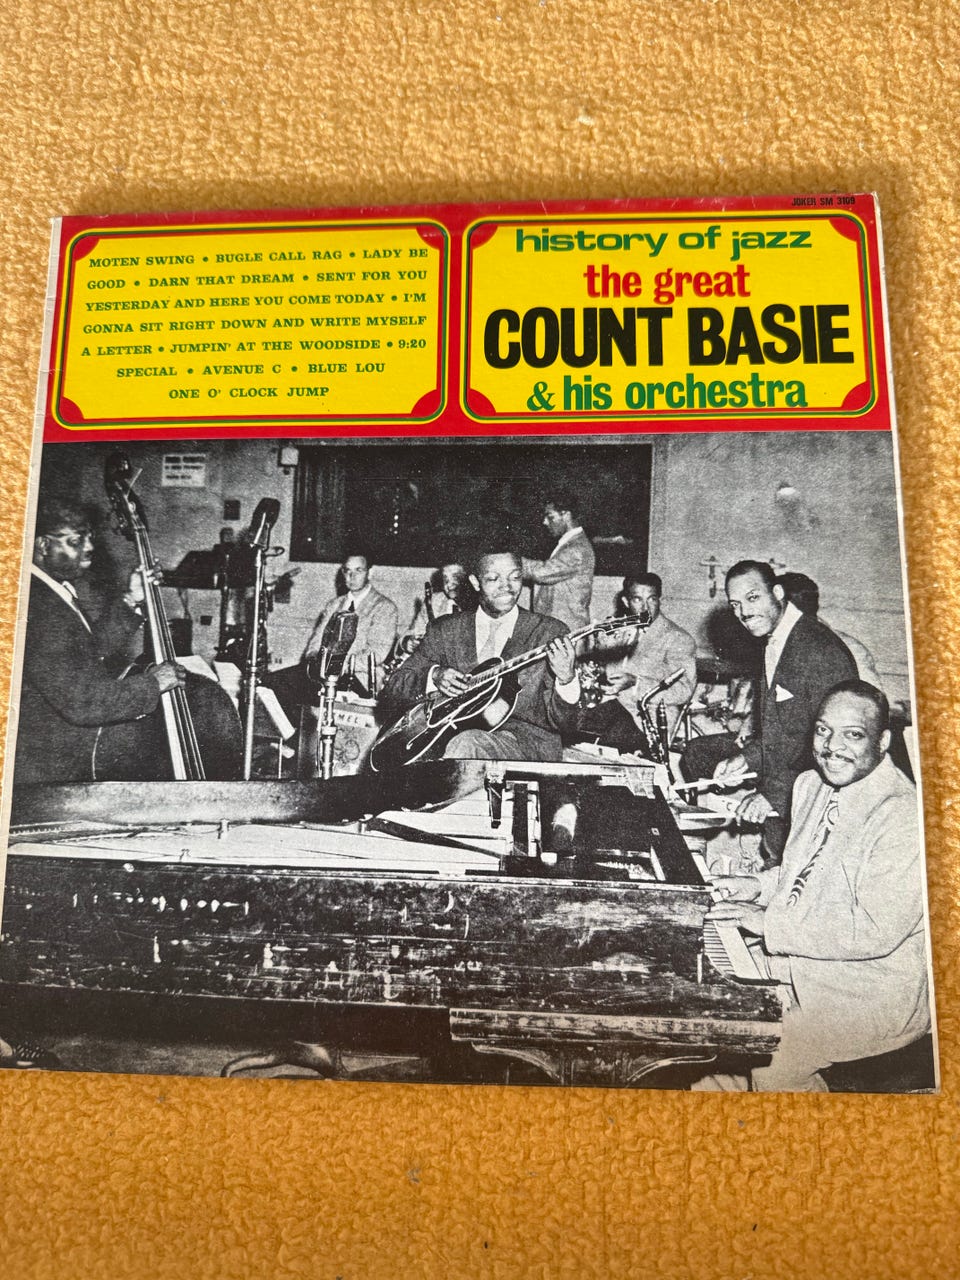 JOKER SM 3109
MOTEN SWING • BUGLE CALL RAG • LADY BE
GOOD • DARN THAT DREAM • SENT FOR YOU
YESTERDAY AND HERE YOU COME TODAY • I'M
GONNA SIT RIGHT DOWN AND WRITE MYSELF
A LETTER • JUMPIN' AT THE WOODSIDE • 9:20
SPECIAL • AVENUE C • BLUE LOU
ONE O' CLOCK JUMP
history of jazz
the great
COUNT BASIE
& his orchestra